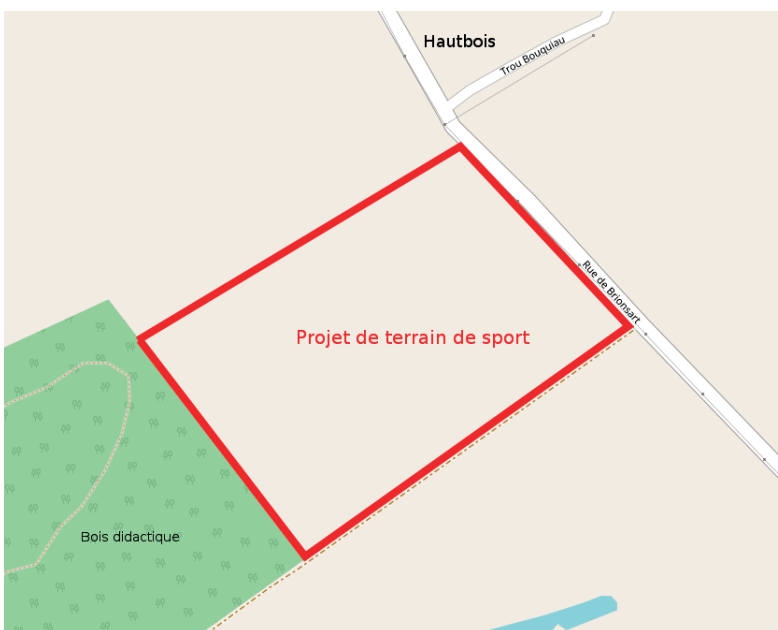 Hautbois
Trou Bouquiau
Rue de Brionsart
Projet de terrain de sport
Bois didactique